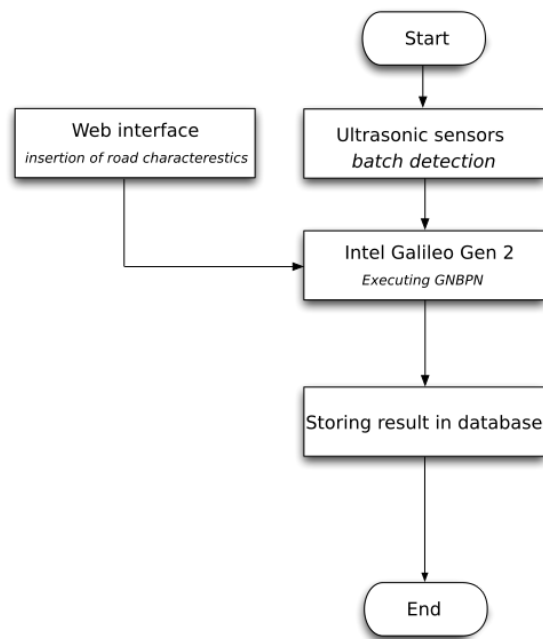 Start
Web interface
insertion of road characterestics
Ultrasonic sensors
batch detection
Intel Galileo Gen 2
Executing GNBPN
Storing result in database
End